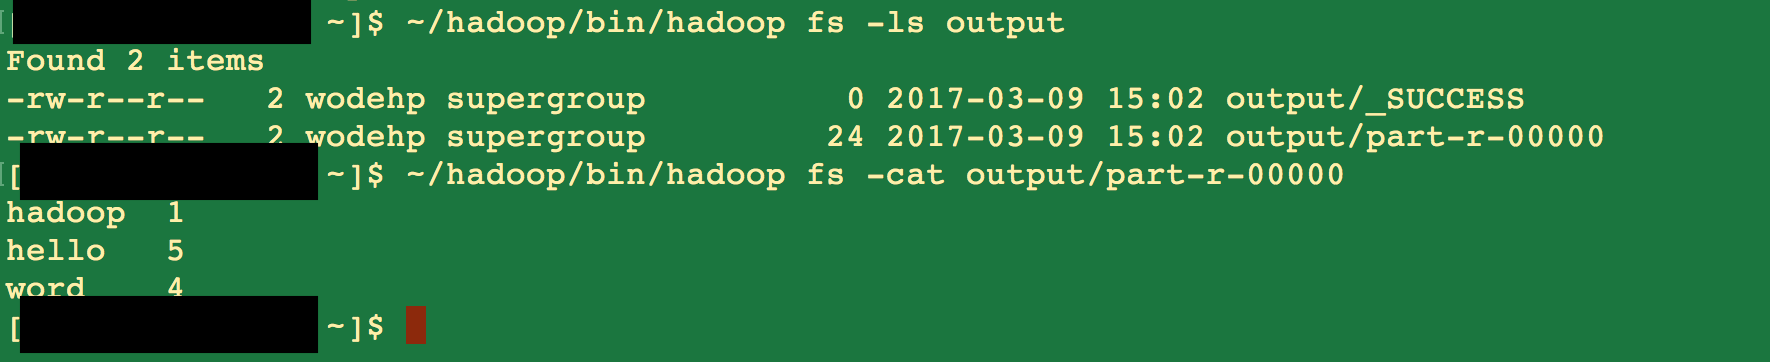 [ ~]$ ~/hadoop/bin/hadoop fs -ls output
Found 2 items
-rw-r--r--   2 wodehp supergroup          0 2017-03-09 15:02 output/_SUCCESS
-rw-r--r--   2 wodehp supergroup         24 2017-03-09 15:02 output/part-r-00000
[ ~]$ ~/hadoop/bin/hadoop fs -cat output/part-r-00000
hadoop  1
hello   5
word    4
[ ~]$